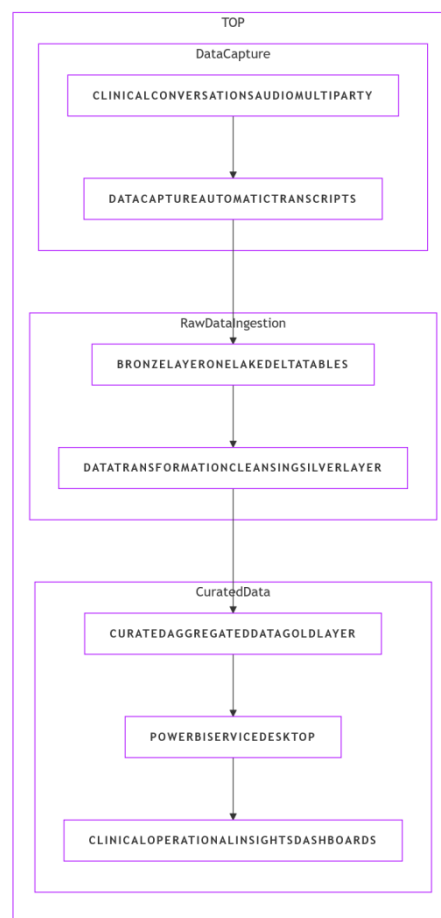 TOP
DataCapture
CLINICALCONVERSATIONSAUDIOMULTIPARTY
DATACAPTUREAUTOMATICTRANSCRIPTS
RawDataIngestion
BRONZELAYERONELAKEDELTATABLES
DATATRANSFORMATIONCLEANSINGSILVERLAYER
CuratedData
CURATEDAGGREGATEDDATAGOLDLAYER
POWERBISERVICEDESKTOP
CLINICALOPERATIONALINSIGHTSDASHBOARDS